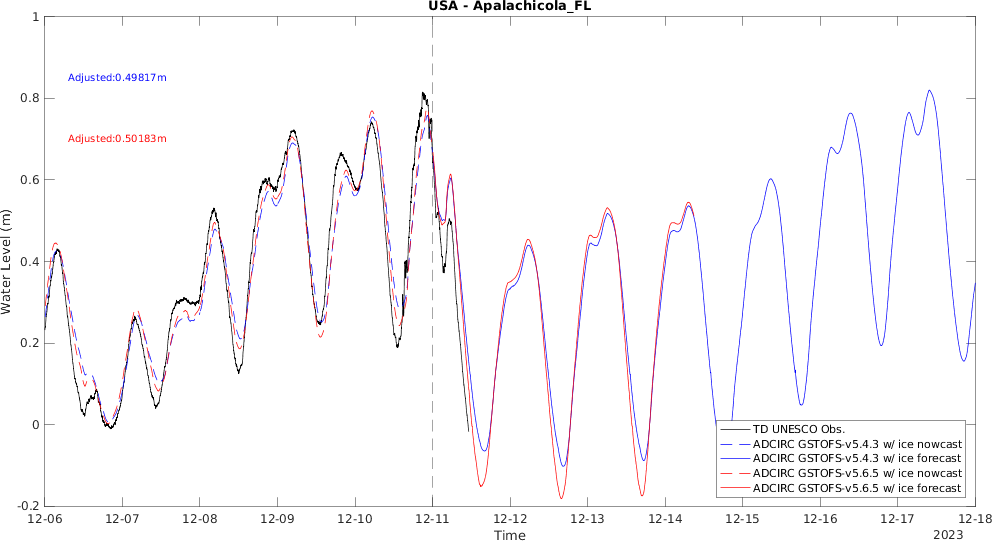 USA - Apalachicola_FL
1
0.8
0.6
0.4
0.2
0
-0.2
Water Level (m)
Adjusted:0.49817m
Adjusted:0.50183m
TD UNESCO Obs.
ADCIRC GSTOFS-v5.4.3 w/ ice nowcast
ADCIRC GSTOFS-v5.4.3 w/ ice forecast
ADCIRC GSTOFS-v5.6.5 w/ ice nowcast
ADCIRC GSTOFS-v5.6.5 w/ ice forecast
12-06 12-07 12-08 12-09 12-10 12-11 12-12 12-13 12-14 12-15 12-16 12-17 12-18
Time
2023